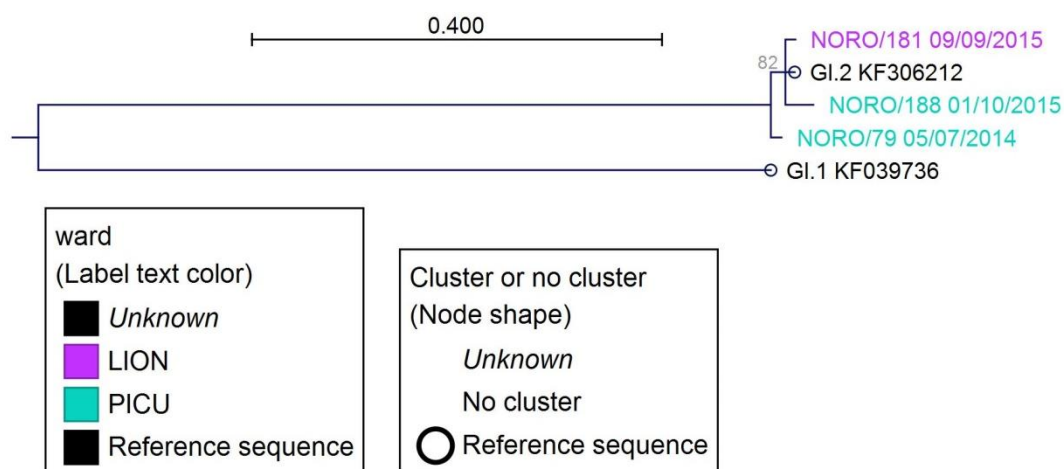 0.400
NORO/181 09/09/2015
82
GI.2 KF306212
NORO/188 01/10/2015
NORO/79 05/07/2014
GI.1 KF039736
ward
(Label text color)
Unknown
LION
PICU
Reference sequence
Cluster or no cluster
(Node shape)
Unknown
No cluster
Reference sequence